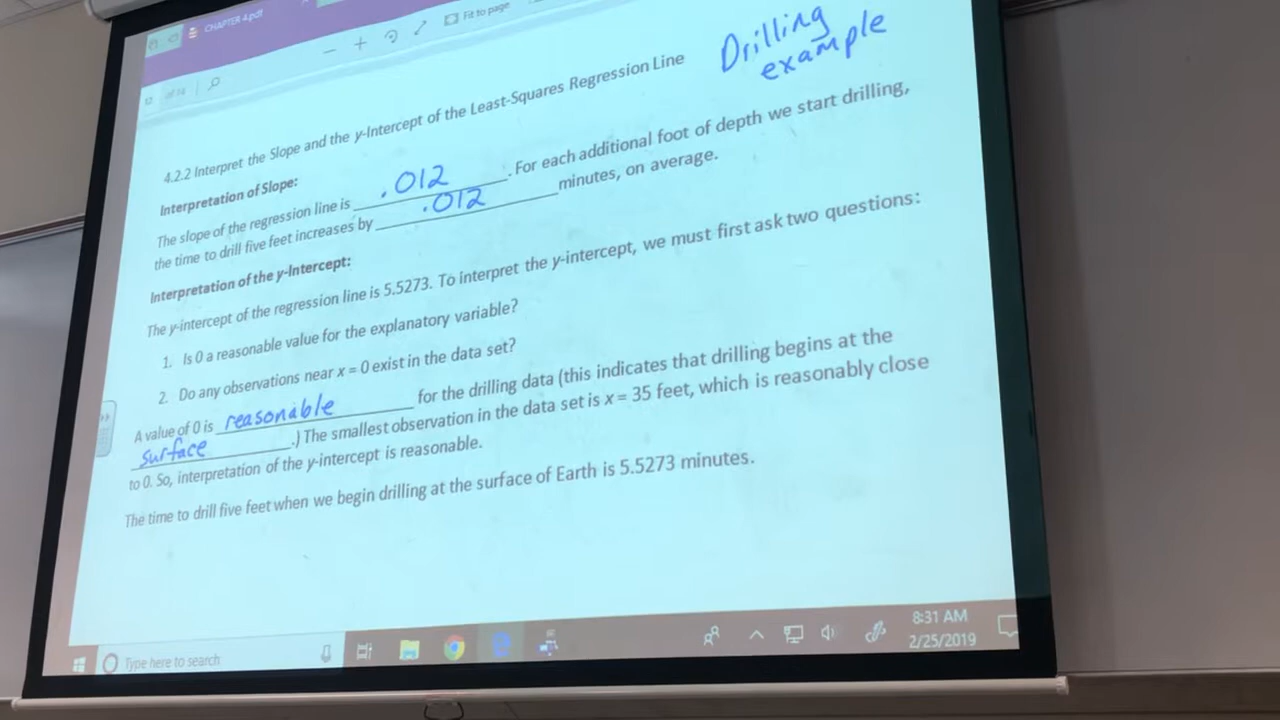 CHAPTER 4.pdf
Fit to page
of 14
Drilling
example
4.2.2 Interpret the Slope and the y-Intercept of the Least-Squares Regression Line
Interpretation of Slope:
The slope of the regression line is .012. For each additional foot of depth we start drilling,
the time to drill five feet increases by .012 minutes, on average.
Interpretation of the y-Intercept:
The y-intercept of the regression line is 5.5273. To interpret the y-intercept, we must first ask two questions:
1. Is 0 a reasonable value for the explanatory variable?
2. Do any observations near x = 0 exist in the data set?
A value of 0 is reasonable for the drilling data (this indicates that drilling begins at the
surface.) The smallest observation in the data set is x = 35 feet, which is reasonably close
to 0. So, interpretation of the y-intercept is reasonable.
The time to drill five feet when we begin drilling at the surface of Earth is 5.5273 minutes.
Type here to search
8:31 AM
2/25/2019